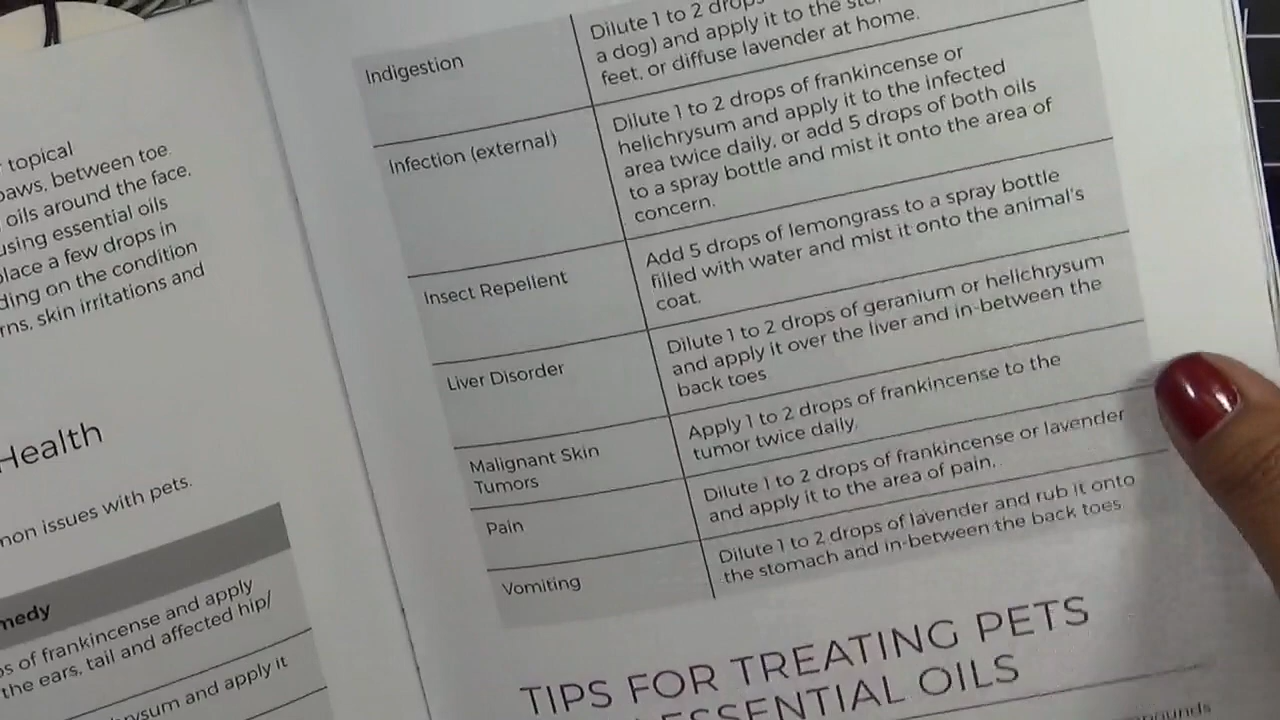 topical
paws, between toe
oils around the face.
using essential oils
place a few drops in
ding on the condition
rns, skin irritations and
Health
mon issues with pets.
medy
of frankincense and apply
the ears, tail and affected hip/
and apply it
Indigestion
Dilute 1 to 2 drops
a dog) and apply it to the
feet, or diffuse lavender at home.
Infection (external)
Dilute 1 to 2 drops of frankincense or
helichrysum and apply it to the infected
area twice daily, or add 5 drops of both oils
to a spray bottle and mist it onto the area of
concern.
Insect Repellent
Add 5 drops of lemongrass to a spray bottle
filled with water and mist it onto the animal's
coat.
Liver Disorder
Dilute 1 to 2 drops of geranium or helichrysum
and apply it over the liver and in-between the
back toes
Malignant Skin
Tumors
Apply 1 to 2 drops of frankincense to the
tumor twice daily.
Pain
Dilute 1 to 2 drops of frankincense or lavender
and apply it to the area of pain.
Vomiting
Dilute 1 to 2 drops of lavender and rub it onto
the stomach and in-between the back toes
TIPS FOR TREATING PETS
ESSENTIAL OILS